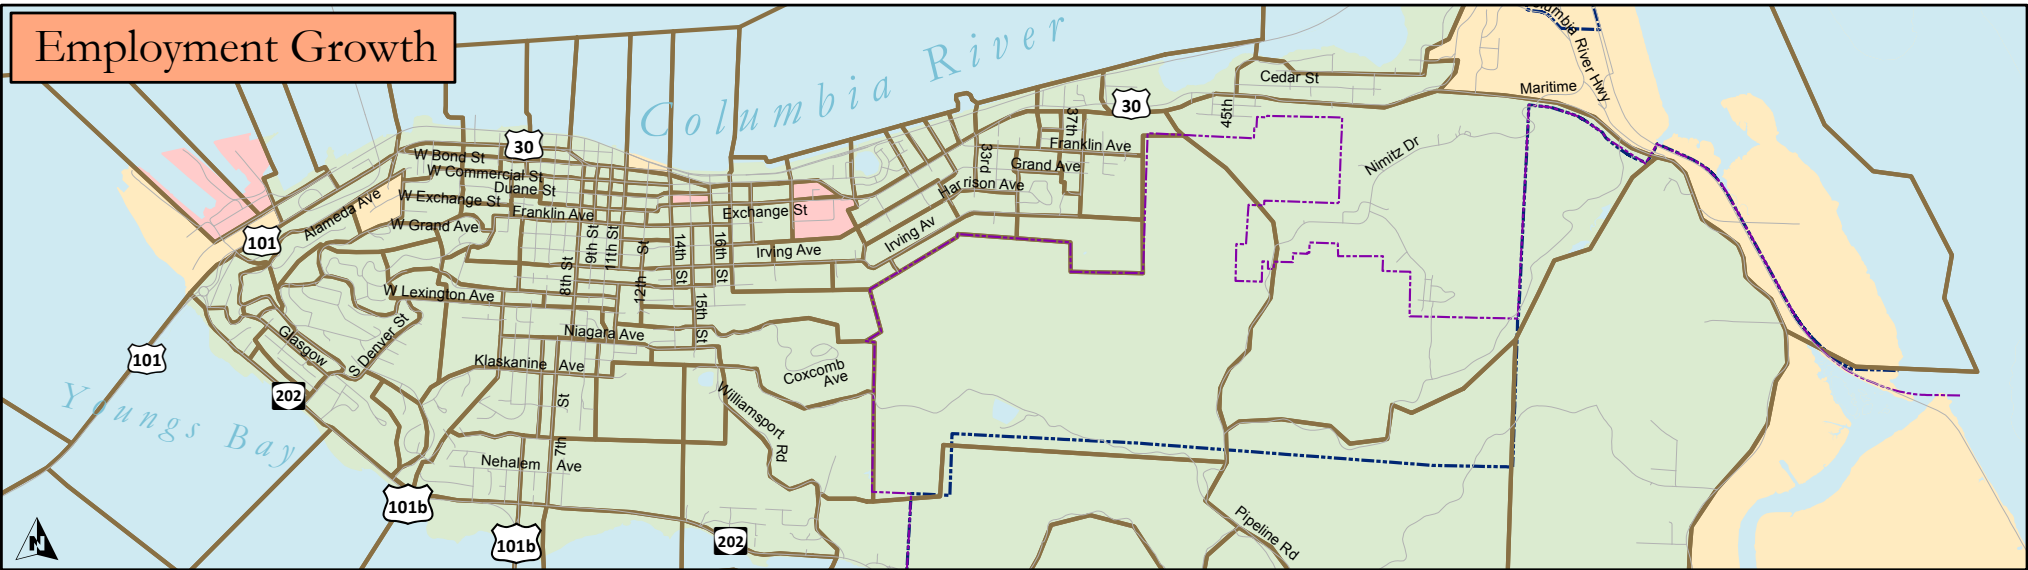 Employment Growth
Columbia River
Columbia River Hwy
Maritime
Cedar St
30
45th
37th
Franklin Ave
33rd
Grand Ave
Harrison Ave
Nimitz Dr
30
W Bond St
W Commercial St
Duane St
W Exchange St
Franklin Ave
Exchange St
Alameda Ave
W Grand Ave
101
Irving Av
Irving Ave
8th St
9th St
11th St
12th St
14th St
16th St
15th St
W Lexington Ave
Niagara Ave
Glasgow
S Denver St
Klaskanine Ave
Coxcomb
Ave
101
202
Youngs Bay
Williamsport Rd
7th St
Nehalem Ave
101b
101b
202
Pipeline Rd
N